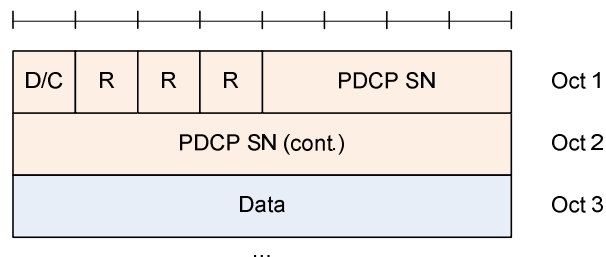 D/C R R R PDCP SN Oct 1
PDCP SN (cont.) Oct 2
Data Oct 3
...